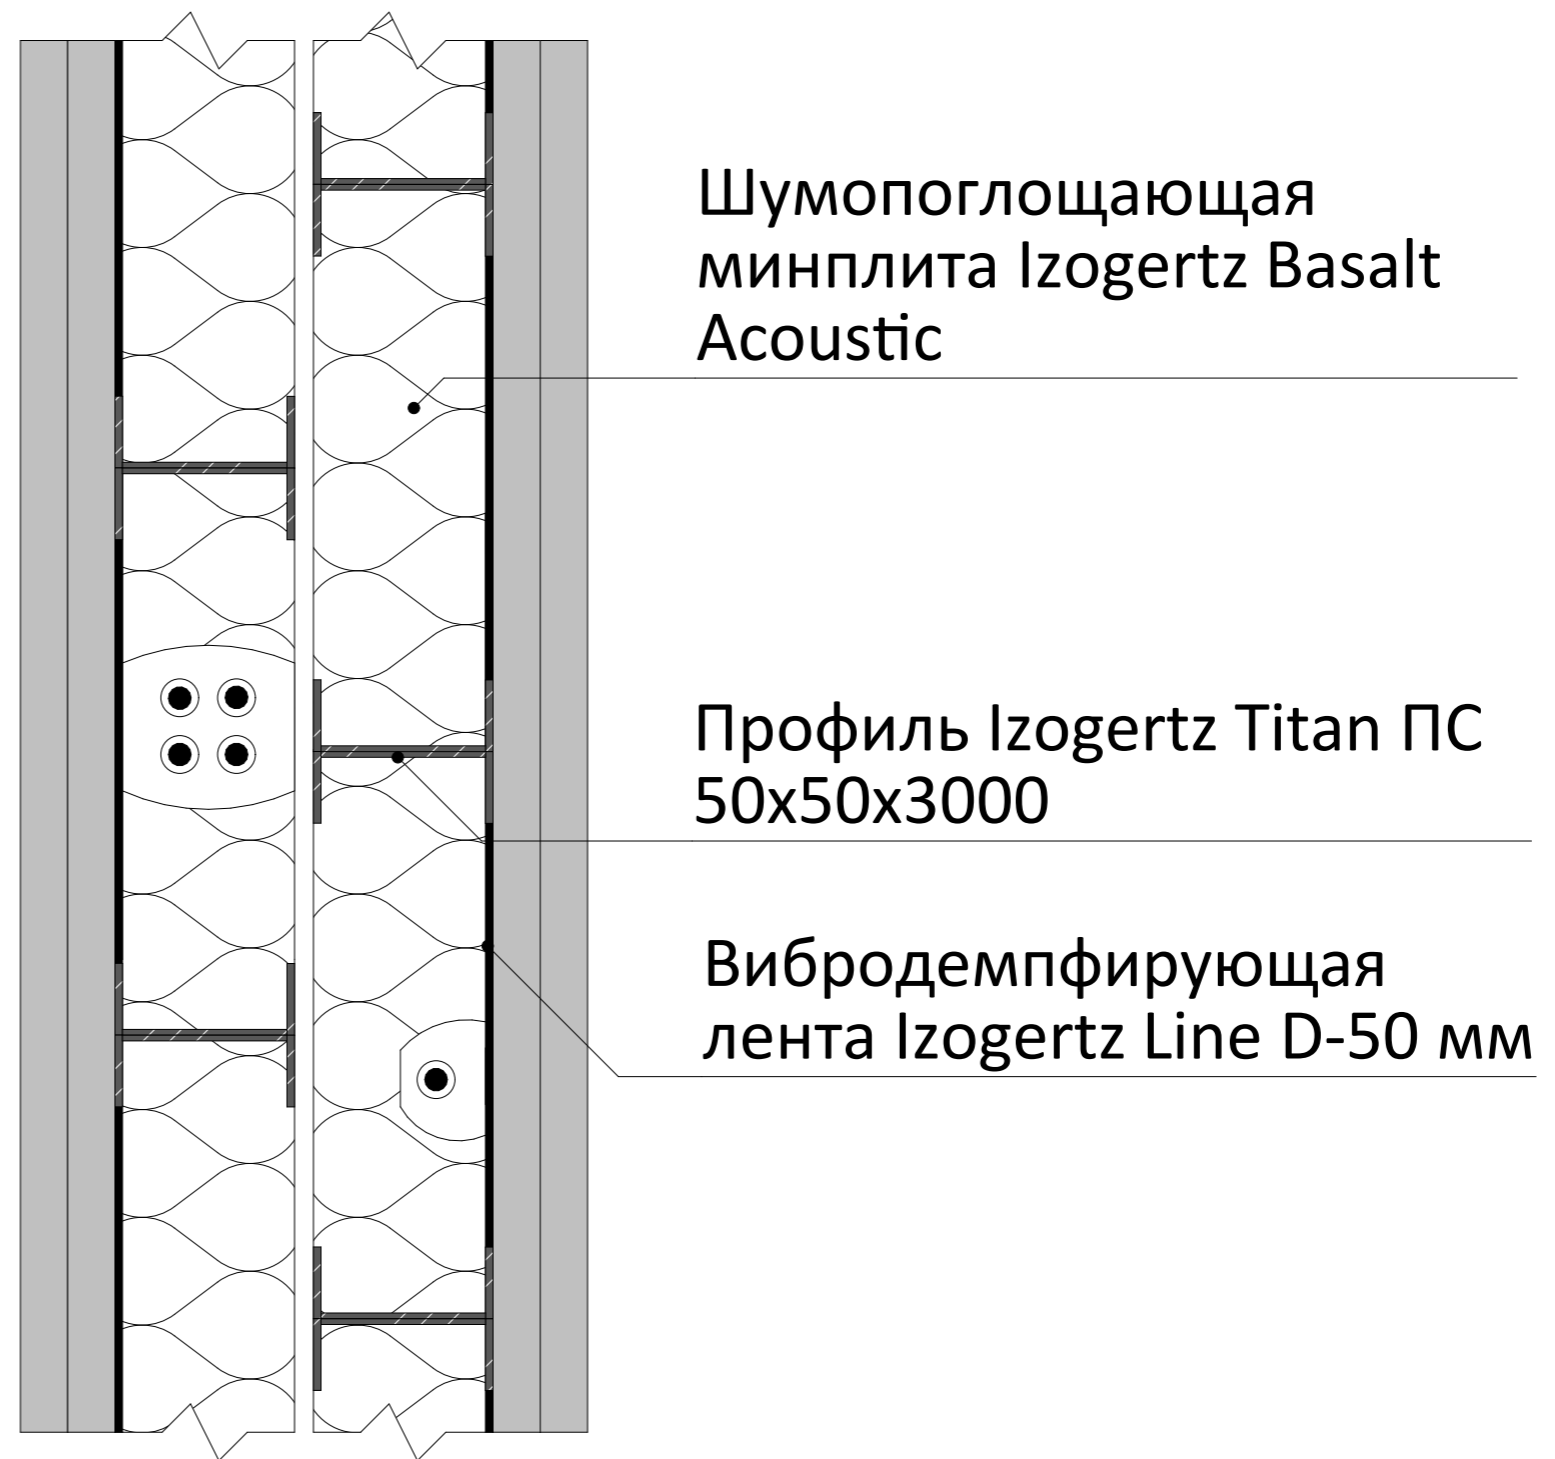 Шумопоглощающая
минплита Izogertz Basalt
Acoustic
Профиль Izogertz Titan ПС
50x50x3000
Вибродемпфирующая
лента Izogertz Line D-50 мм